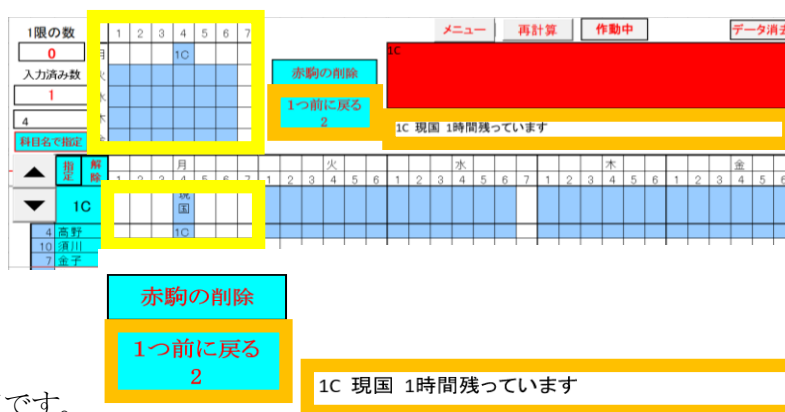 1限の数
0
入力済み数
1
4
科目名で指定
1 2 3 4 5 6 7
月 1C
火
水
木
赤駒の削除
1つ前に戻る
2
メニュー 再計算 作動中 データ消去
1C
1C 現国 1時間残っています
▲ 指定 解除
月 火 水 木 金
1 2 3 4 5 6 7 1 2 3 4 5 6 1 2 3 4 5 6 7 1 2 3 4 5 6 1 2 3 4 5 6
▼ 1C 現国
4 高野 1C
10 須川
7 金子
赤駒の削除
1つ前に戻る
2
1C 現国 1時間残っています
です。